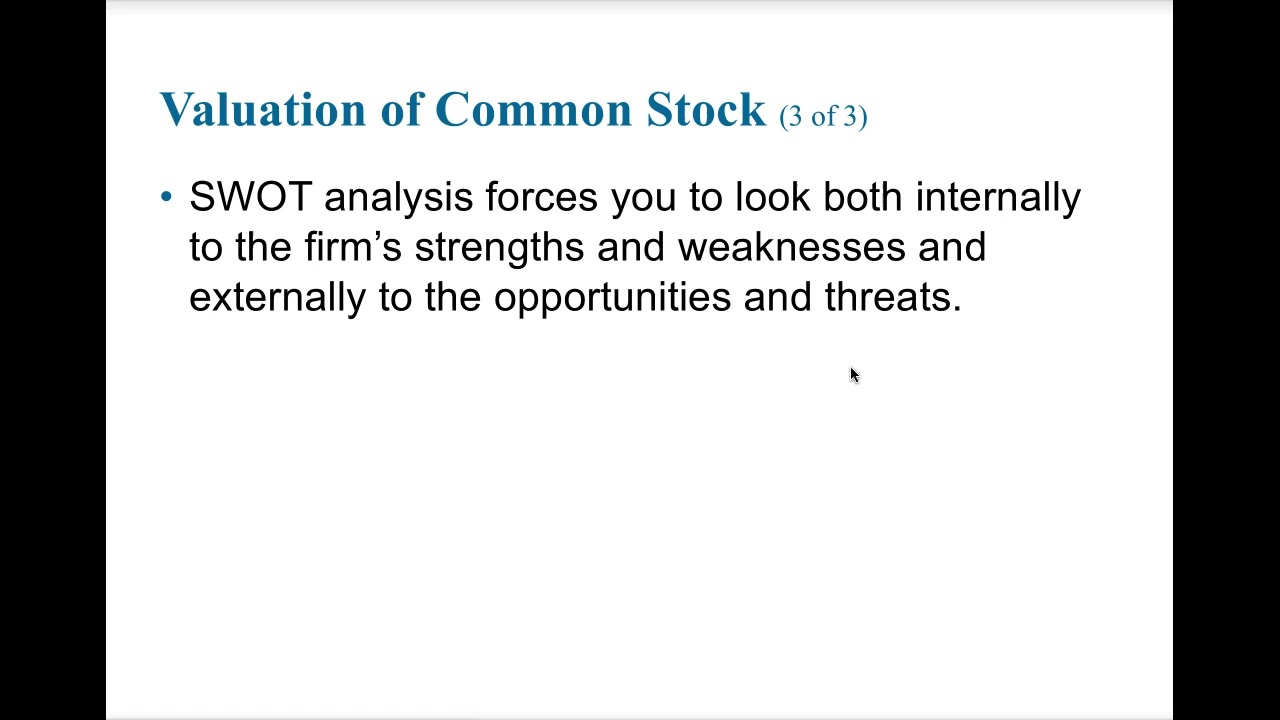 Valuation of Common Stock (3 of 3)
• SWOT analysis forces you to look both internally
to the firm’s strengths and weaknesses and
externally to the opportunities and threats.